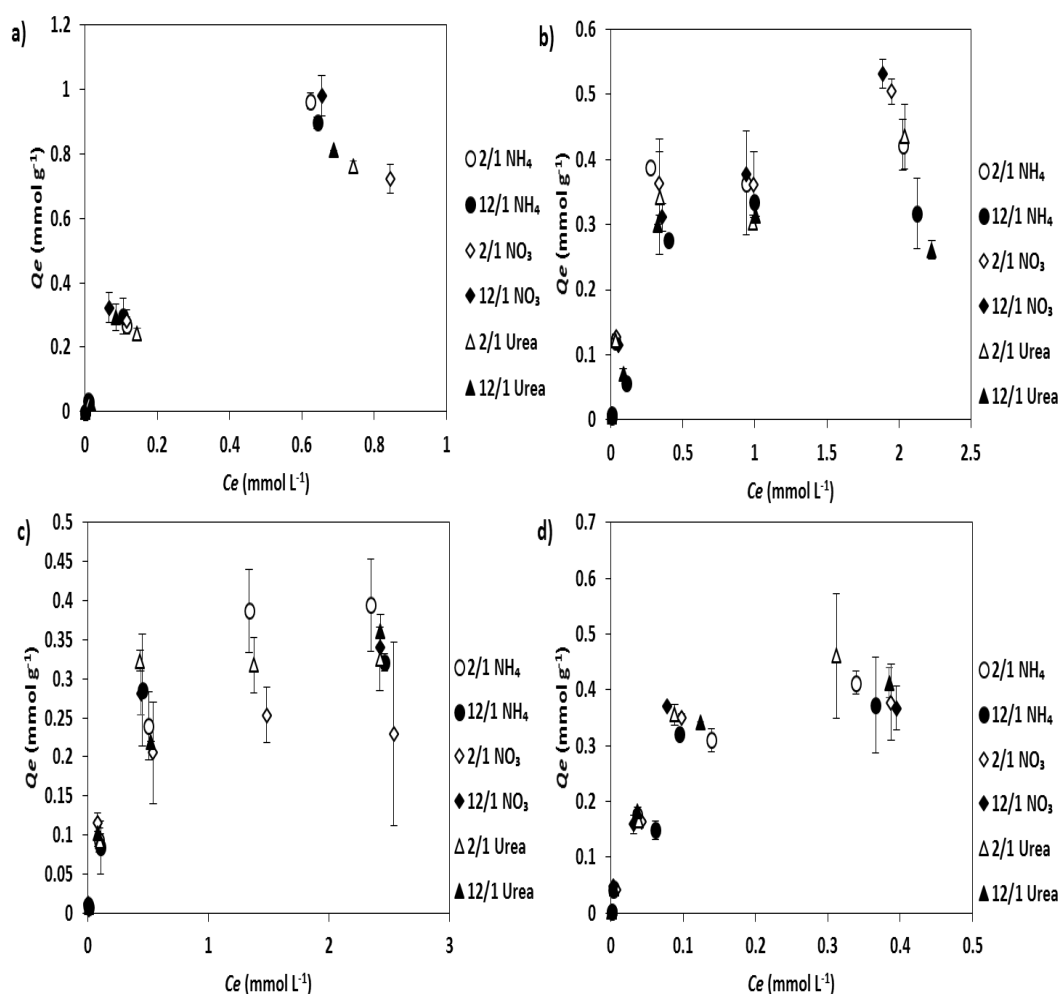 a)
1.2
1
0.8
0.6
0.4
0.2
0
Qe (mmol g⁻¹)
0 0.2 0.4 0.6 0.8 1
Ce (mmol L⁻¹)
2/1 NH₄
12/1 NH₄
2/1 NO₃
12/1 NO₃
2/1 Urea
12/1 Urea
b)
0.6
0.5
0.4
0.3
0.2
0.1
0
Qe (mmol g⁻¹)
0 0.5 1 1.5 2 2.5
Ce (mmol L⁻¹)
2/1 NH₄
12/1 NH₄
2/1 NO₃
12/1 NO₃
2/1 Urea
12/1 Urea
c)
0.5
0.45
0.4
0.35
0.3
0.25
0.2
0.15
0.1
0.05
0
Qe (mmol g⁻¹)
0 1 2 3
Ce (mmol L⁻¹)
2/1 NH₄
12/1 NH₄
2/1 NO₃
12/1 NO₃
2/1 Urea
12/1 Urea
d)
0.7
0.6
0.5
0.4
0.3
0.2
0.1
0
Qe (mmol g⁻¹)
0 0.1 0.2 0.3 0.4 0.5
Ce (mmol L⁻¹)
2/1 NH₄
12/1 NH₄
2/1 NO₃
12/1 NO₃
2/1 Urea
12/1 Urea